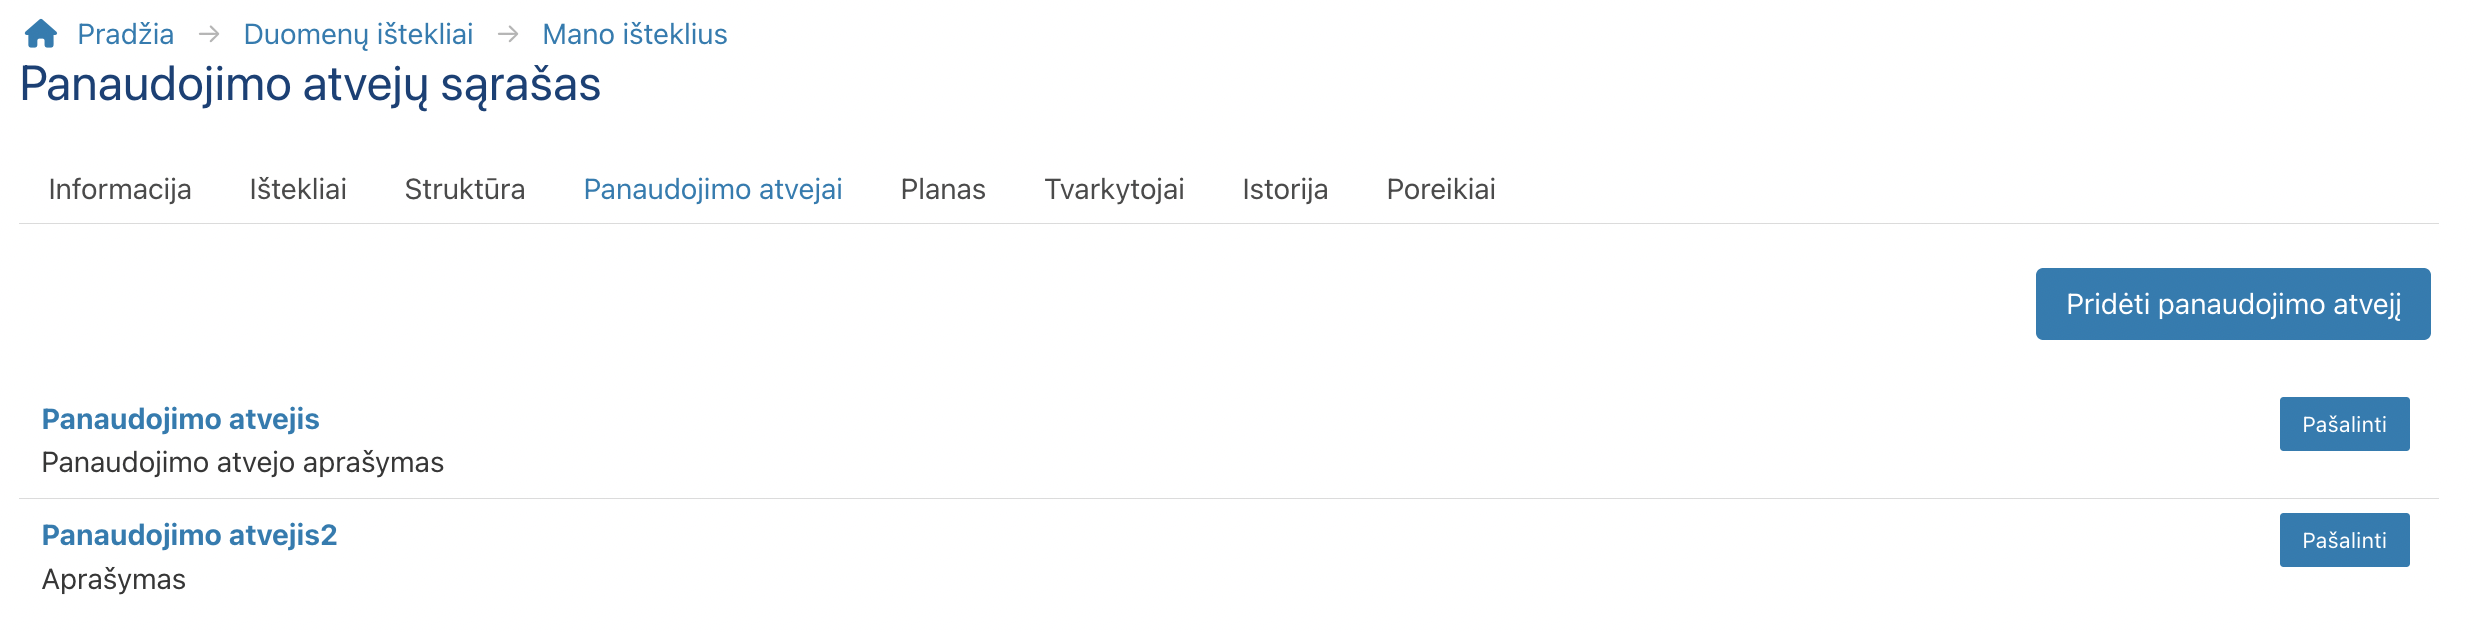 Pradžia → Duomenų ištekliai → Mano išteklius
Panaudojimo atvejų sąrašas
Informacija Ištekliai Struktūra Panaudojimo atvejai Planas Tvarkytojai Istorija Poreikiai
Pridėti panaudojimo atvejį
Panaudojimo atvejis Pašalinti
Panaudojimo atvejo aprašymas
Panaudojimo atvejis2 Pašalinti
Aprašymas